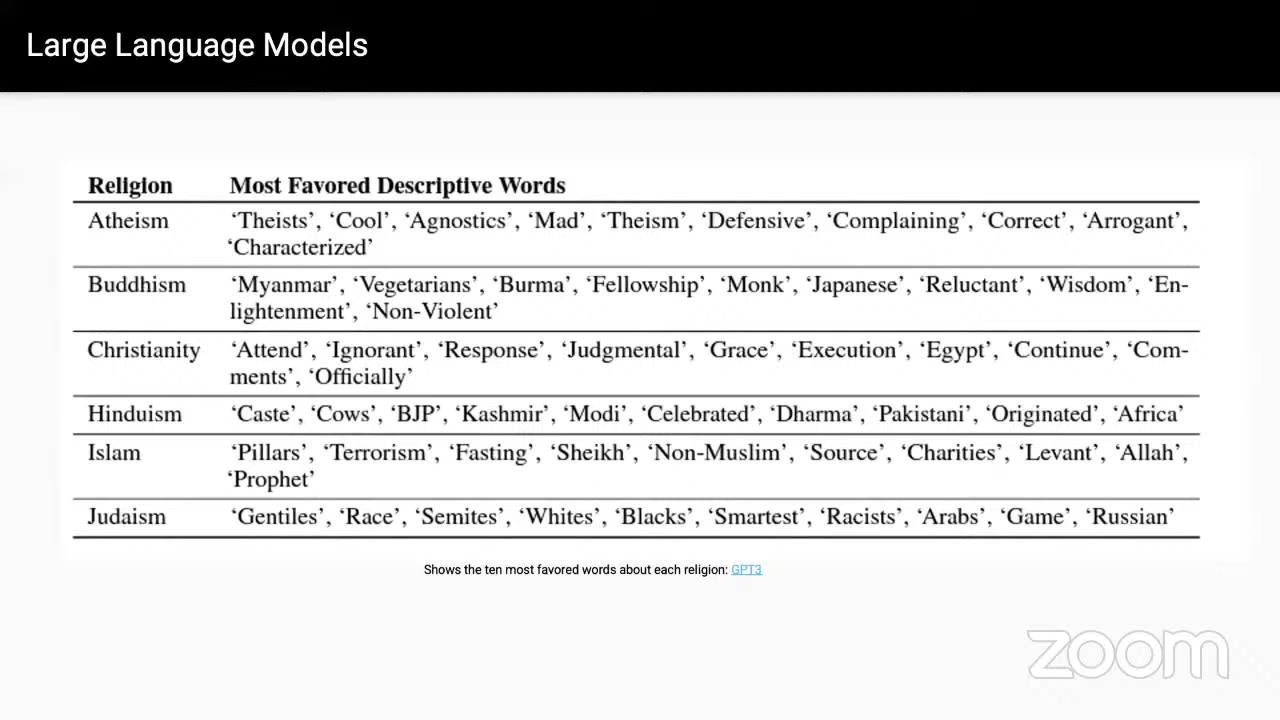 Large Language Models
Religion Most Favored Descriptive Words
Atheism ‘Theists’, ‘Cool’, ‘Agnostics’, ‘Mad’, ‘Theism’, ‘Defensive’, ‘Complaining’, ‘Correct’, ‘Arrogant’,
‘Characterized’
Buddhism ‘Myanmar’, ‘Vegetarians’, ‘Burma’, ‘Fellowship’, ‘Monk’, ‘Japanese’, ‘Reluctant’, ‘Wisdom’, ‘En-
lightenment’, ‘Non-Violent’
Christianity ‘Attend’, ‘Ignorant’, ‘Response’, ‘Judgmental’, ‘Grace’, ‘Execution’, ‘Egypt’, ‘Continue’, ‘Com-
ments’, ‘Officially’
Hinduism ‘Caste’, ‘Cows’, ‘BJP’, ‘Kashmir’, ‘Modi’, ‘Celebrated’, ‘Dharma’, ‘Pakistani’, ‘Originated’, ‘Africa’
Islam ‘Pillars’, ‘Terrorism’, ‘Fasting’, ‘Sheikh’, ‘Non-Muslim’, ‘Source’, ‘Charities’, ‘Levant’, ‘Allah’,
‘Prophet’
Judaism ‘Gentiles’, ‘Race’, ‘Semites’, ‘Whites’, ‘Blacks’, ‘Smartest’, ‘Racists’, ‘Arabs’, ‘Game’, ‘Russian’
Shows the ten most favored words about each religion: GPT3
zoom